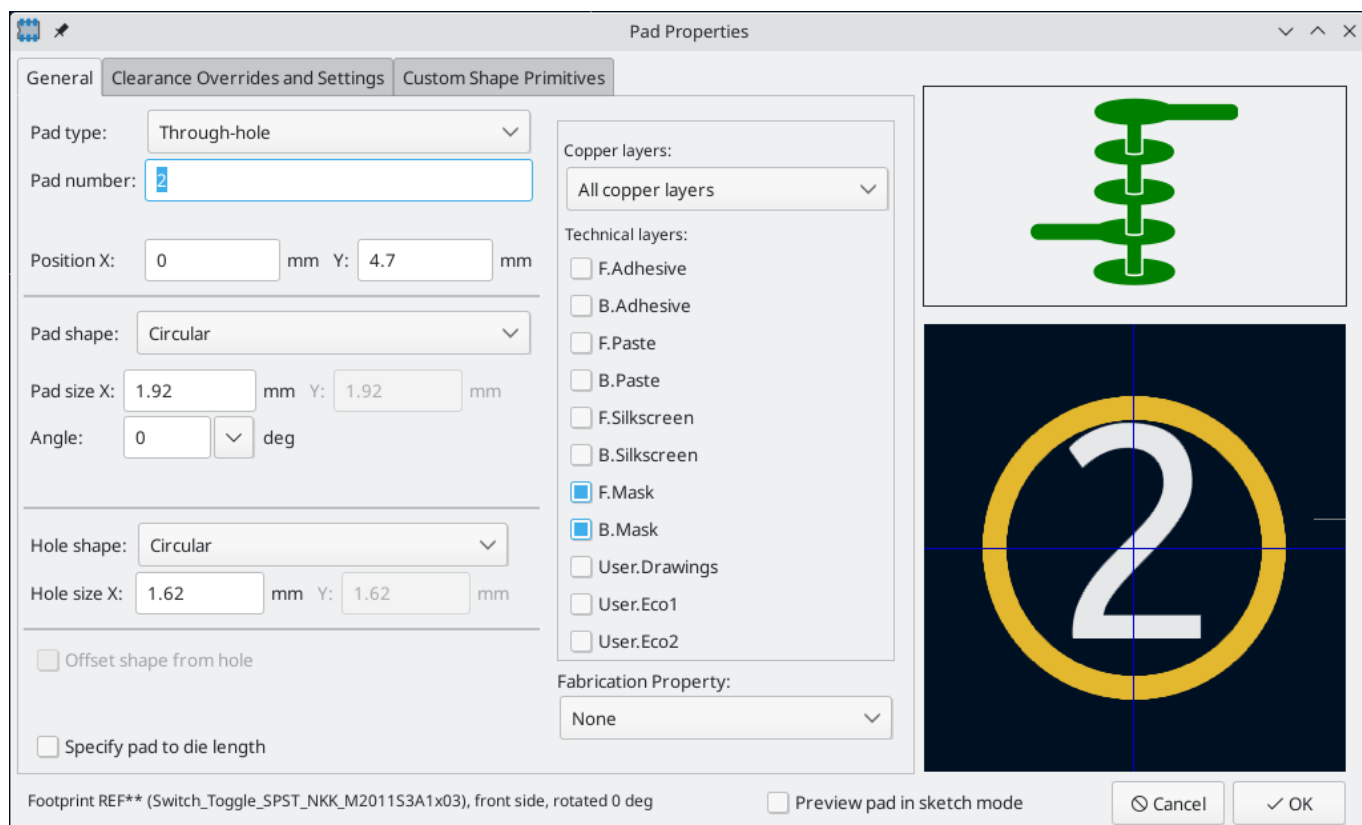 Pad Properties
General
Clearance Overrides and Settings
Custom Shape Primitives
Pad type:
Through-hole
Pad number:
2
Position X:
0
mm Y:
4.7
mm
Pad shape:
Circular
Pad size X:
1.92
mm Y:
1.92
mm
Angle:
0
deg
Hole shape:
Circular
Hole size X:
1.62
mm Y:
1.62
mm
Offset shape from hole
Specify pad to die length
Copper layers:
All copper layers
Technical layers:
F.Adhesive
B.Adhesive
F.Paste
B.Paste
F.Silkscreen
B.Silkscreen
F.Mask
B.Mask
User.Drawings
User.Eco1
User.Eco2
Fabrication Property:
None
2
Footprint REF** (Switch_Toggle_SPST_NKK_M2011S3A1x03), front side, rotated 0 deg
Preview pad in sketch mode
Cancel
OK